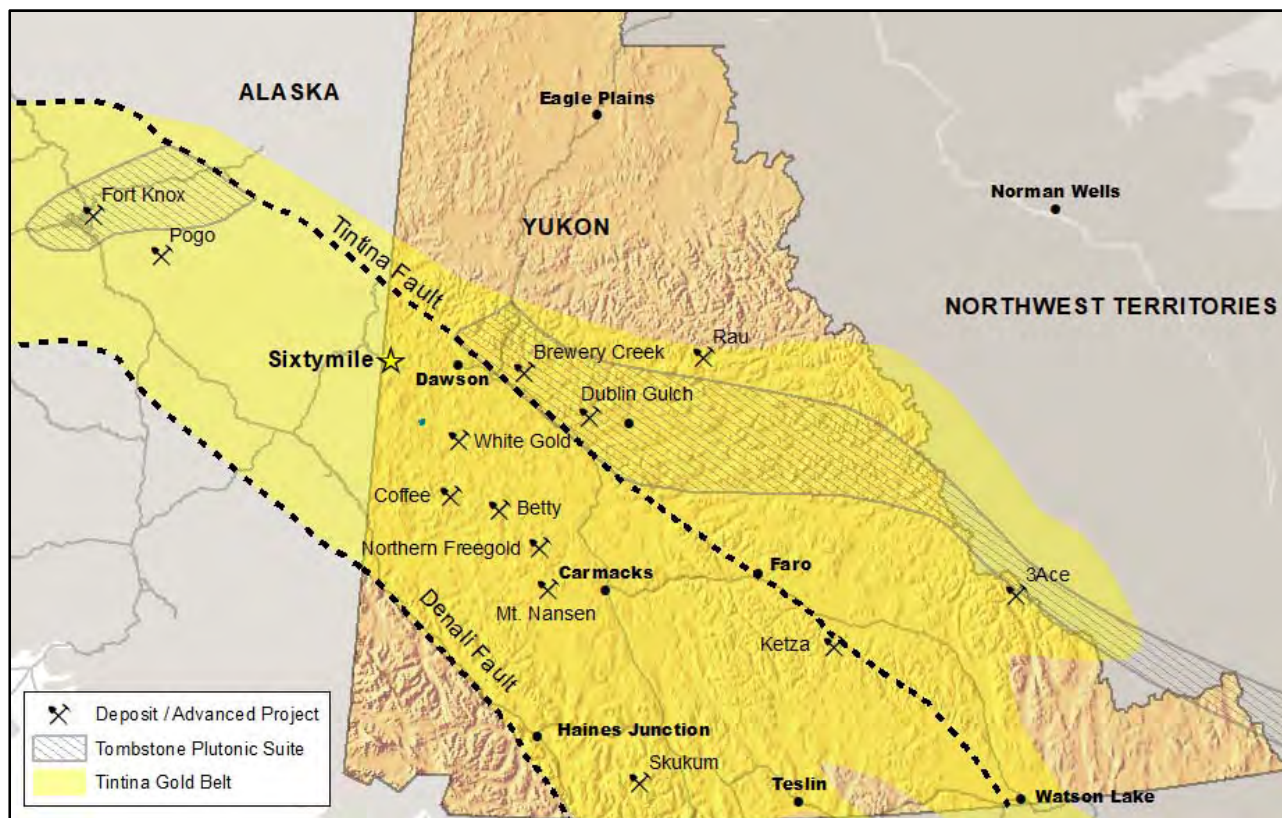 ALASKA
Eagle Plains
Norman Wells
Fort Knox
YUKON
Pogo
Tintina Fault
NORTHWEST TERRITORIES
Rau
Sixtymile
Brewery Creek
Dawson
Dublin Gulch
White Gold
Coffee
Betty
Northern Freegold
Carmacks
Faro
3Ace
Mt. Nansen
Denali Fault
Ketza
Haines Junction
Skukum
Teslin
Watson Lake
Deposit / Advanced Project
Tombstone Plutonic Suite
Tintina Gold Belt